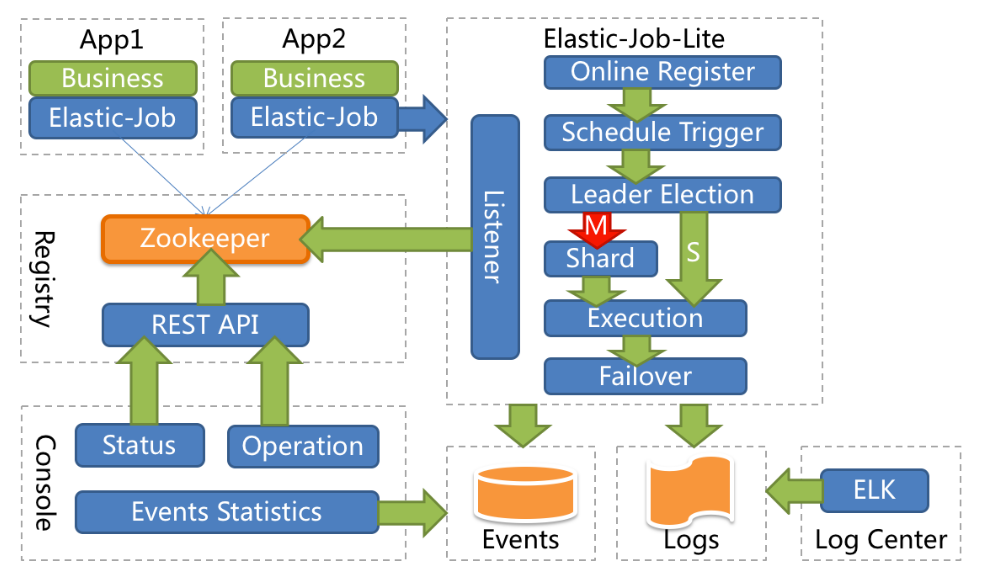 App1
Business
Elastic-Job
App2
Business
Elastic-Job
Elastic-Job-Lite
Online Register
Schedule Trigger
Leader Election
M
S
Shard
Execution
Failover
Listener
Registry
Zookeeper
REST API
Console
Status
Operation
Events Statistics
Events
Logs
ELK
Log Center